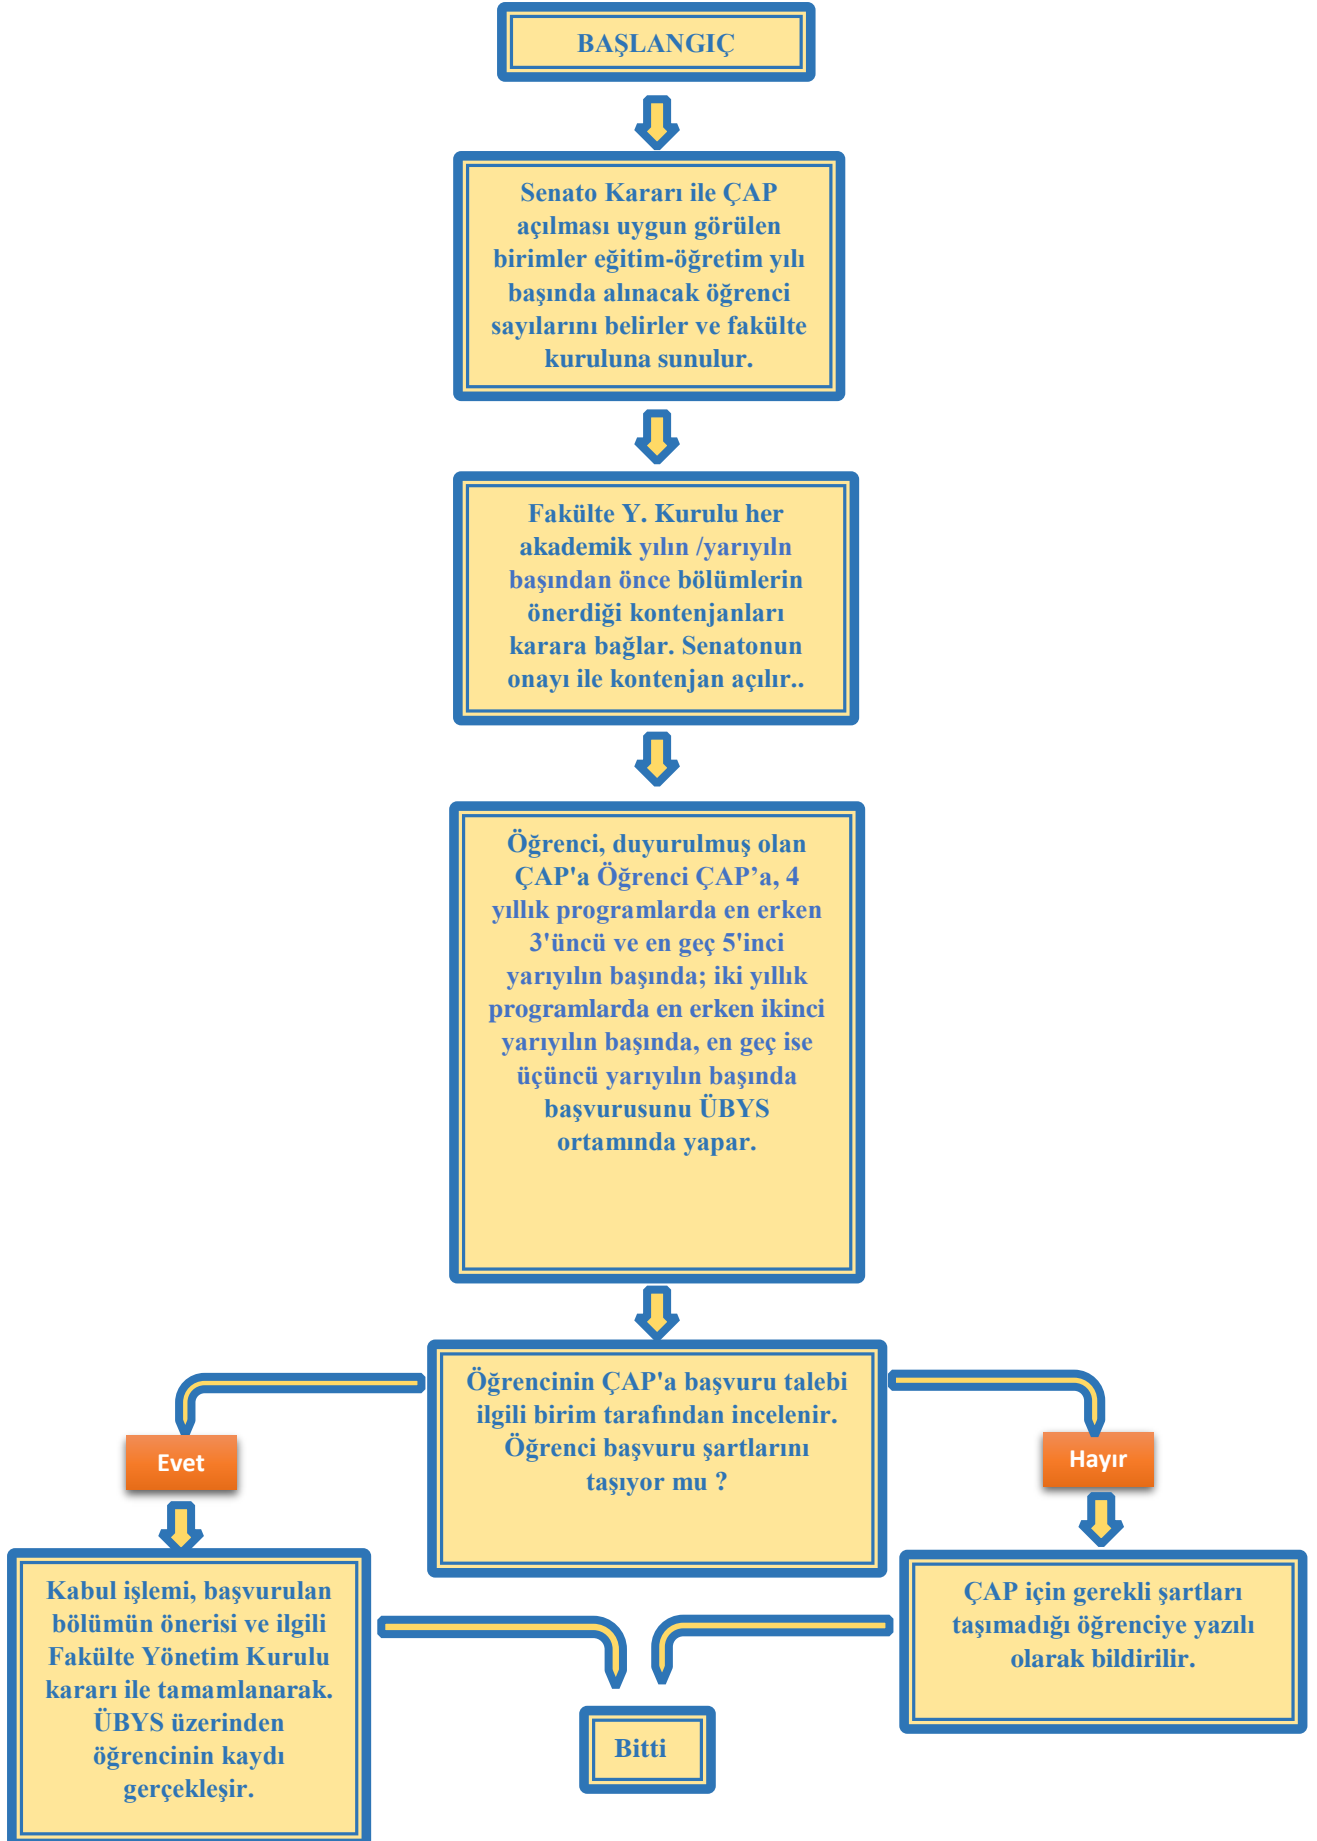 BAŞLANGIÇ
Senato Kararı ile ÇAP
açılması uygun görülen
birimler eğitim-öğretim yılı
başında alınacak öğrenci
sayılarını belirler ve fakülte
kuruluna sunulur.
Fakülte Y. Kurulu her
akademik yılın /yarıyıln
başından önce bölümlerin
önerdiği kontenjanları
karara bağlar. Senatonun
onayı ile kontenjan açılır..
Öğrenci, duyurulmuş olan
ÇAP'a Öğrenci ÇAP’a, 4
yıllık programlarda en erken
3'üncü ve en geç 5'inci
yarıyılın başında; iki yıllık
programlarda en erken ikinci
yarıyılın başında, en geç ise
üçüncü yarıyılın başında
başvurusunu ÜBYS
ortamında yapar.
Öğrencinin ÇAP'a başvuru talebi
ilgili birim tarafından incelenir.
Öğrenci başvuru şartlarını
taşıyor mu ?
Evet
Hayır
Kabul işlemi, başvurulan
bölümün önerisi ve ilgili
Fakülte Yönetim Kurulu
kararı ile tamamlanarak.
ÜBYS üzerinden
öğrencinin kaydı
gerçekleşir.
ÇAP için gerekli şartları
taşımadığı öğrenciye yazılı
olarak bildirilir.
Bitti